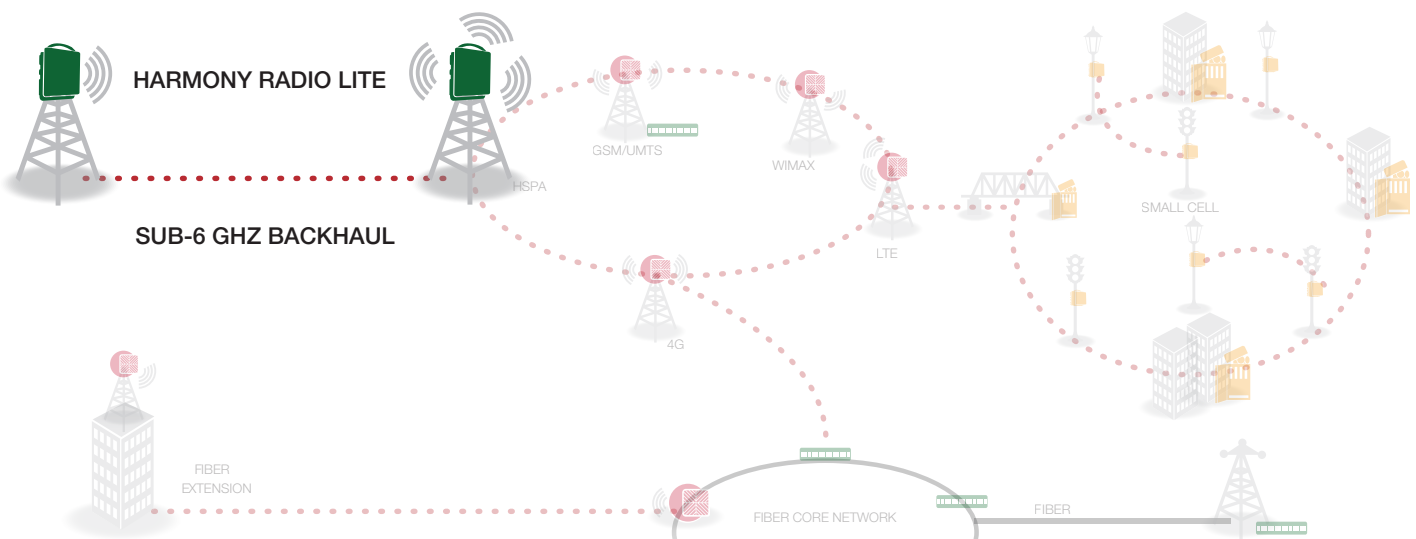 HARMONY RADIO LITE
GSM/UMTS
WIMAX
HSPA
SMALL CELL
SUB-6 GHZ BACKHAUL
LTE
4G
FIBER
EXTENSION
FIBER CORE NETWORK
FIBER